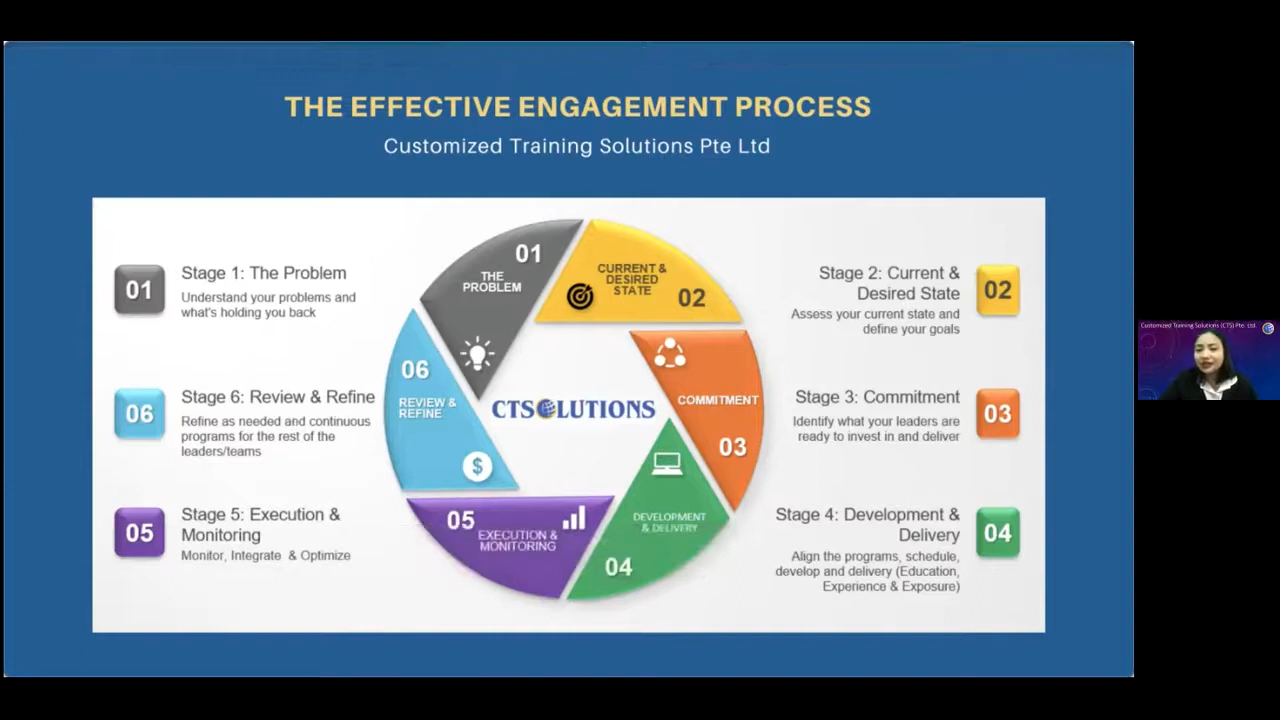 THE EFFECTIVE ENGAGEMENT PROCESS
Customized Training Solutions Pte Ltd
01
Stage 1: The Problem
Understand your problems and
what's holding you back
06
Stage 6: Review & Refine
Refine as needed and continuous
programs for the rest of the
leaders/teams
05
Stage 5: Execution &
Monitoring
Monitor, Integrate & Optimize
01
THE
PROBLEM
CURRENT &
DESIRED
STATE
02
COMMITMENT
03
DEVELOPMENT
& DELIVERY
04
05
EXECUTION &
MONITORING
06
REVIEW &
REFINE
$
CTSOLUTIONS
Stage 2: Current &
Desired State
Assess your current state and
define your goals
02
Stage 3: Commitment
Identify what your leaders are
ready to invest in and deliver
03
Stage 4: Development &
Delivery
Align the programs, schedule,
develop and delivery (Education,
Experience & Exposure)
04
Customized Training Solutions (CTS) Pte. Ltd.